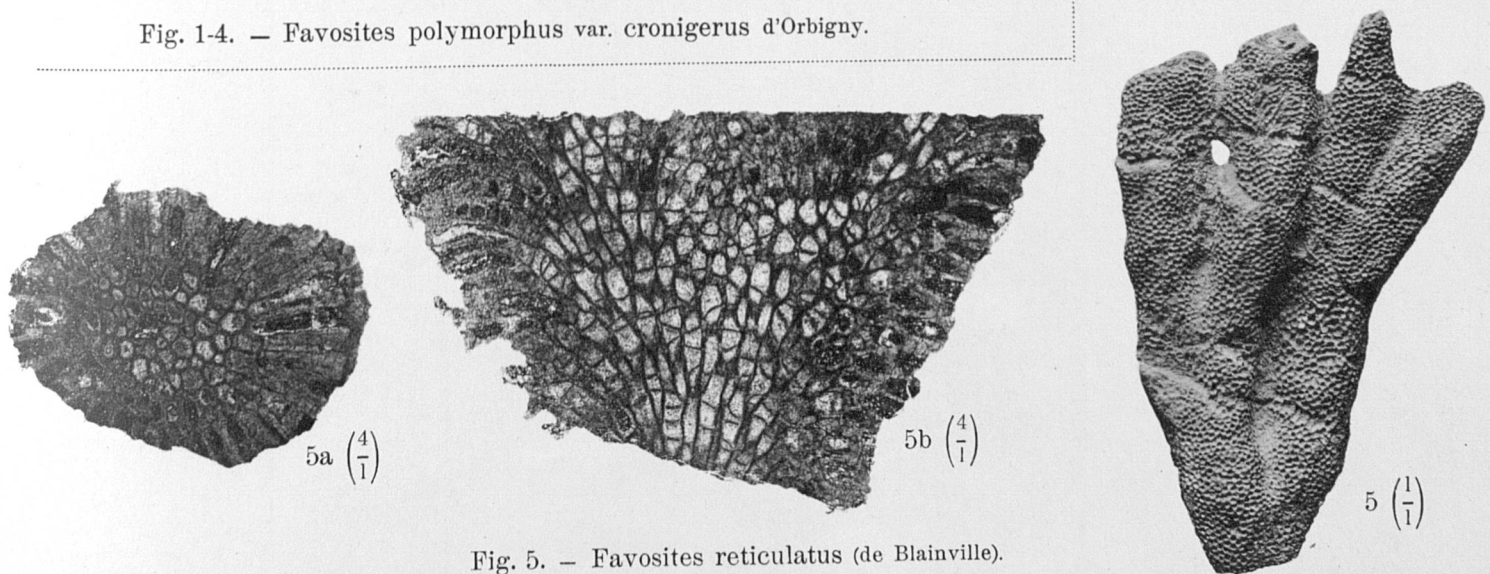 Fig. 1-4. — Favosites polymorphus var. cronigerus d'Orbigny.
5a (4/1)
5b (4/1)
5 (1/1)
Fig. 5. — Favosites reticulatus (de Blainville).